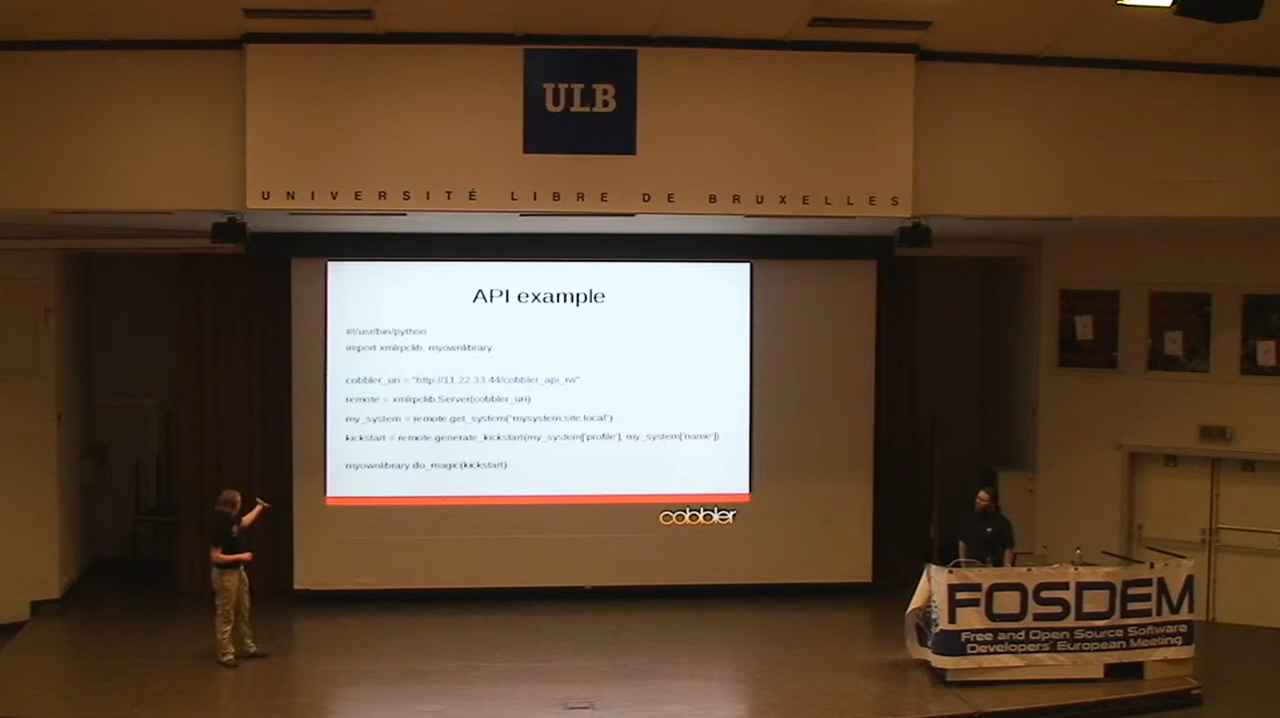 ULB
UNIVERSITÉ LIBRE DE BRUXELLES
API example
#!/usr/bin/python
import xmlrpclib, myownlibrary
cobbler_uri = "http://11.22.33.44/cobbler_api_rw"
remote = xmlrpclib.Server(cobbler_uri)
my_system = remote.get_system("mysystem.site.local")
kickstart = remote.generate_kickstart(my_system['profile'], my_system['name'])
myownlibrary.do_magic(kickstart)
cobbler
FOSDEM
Free and Open Source Software
Developers' European Meeting